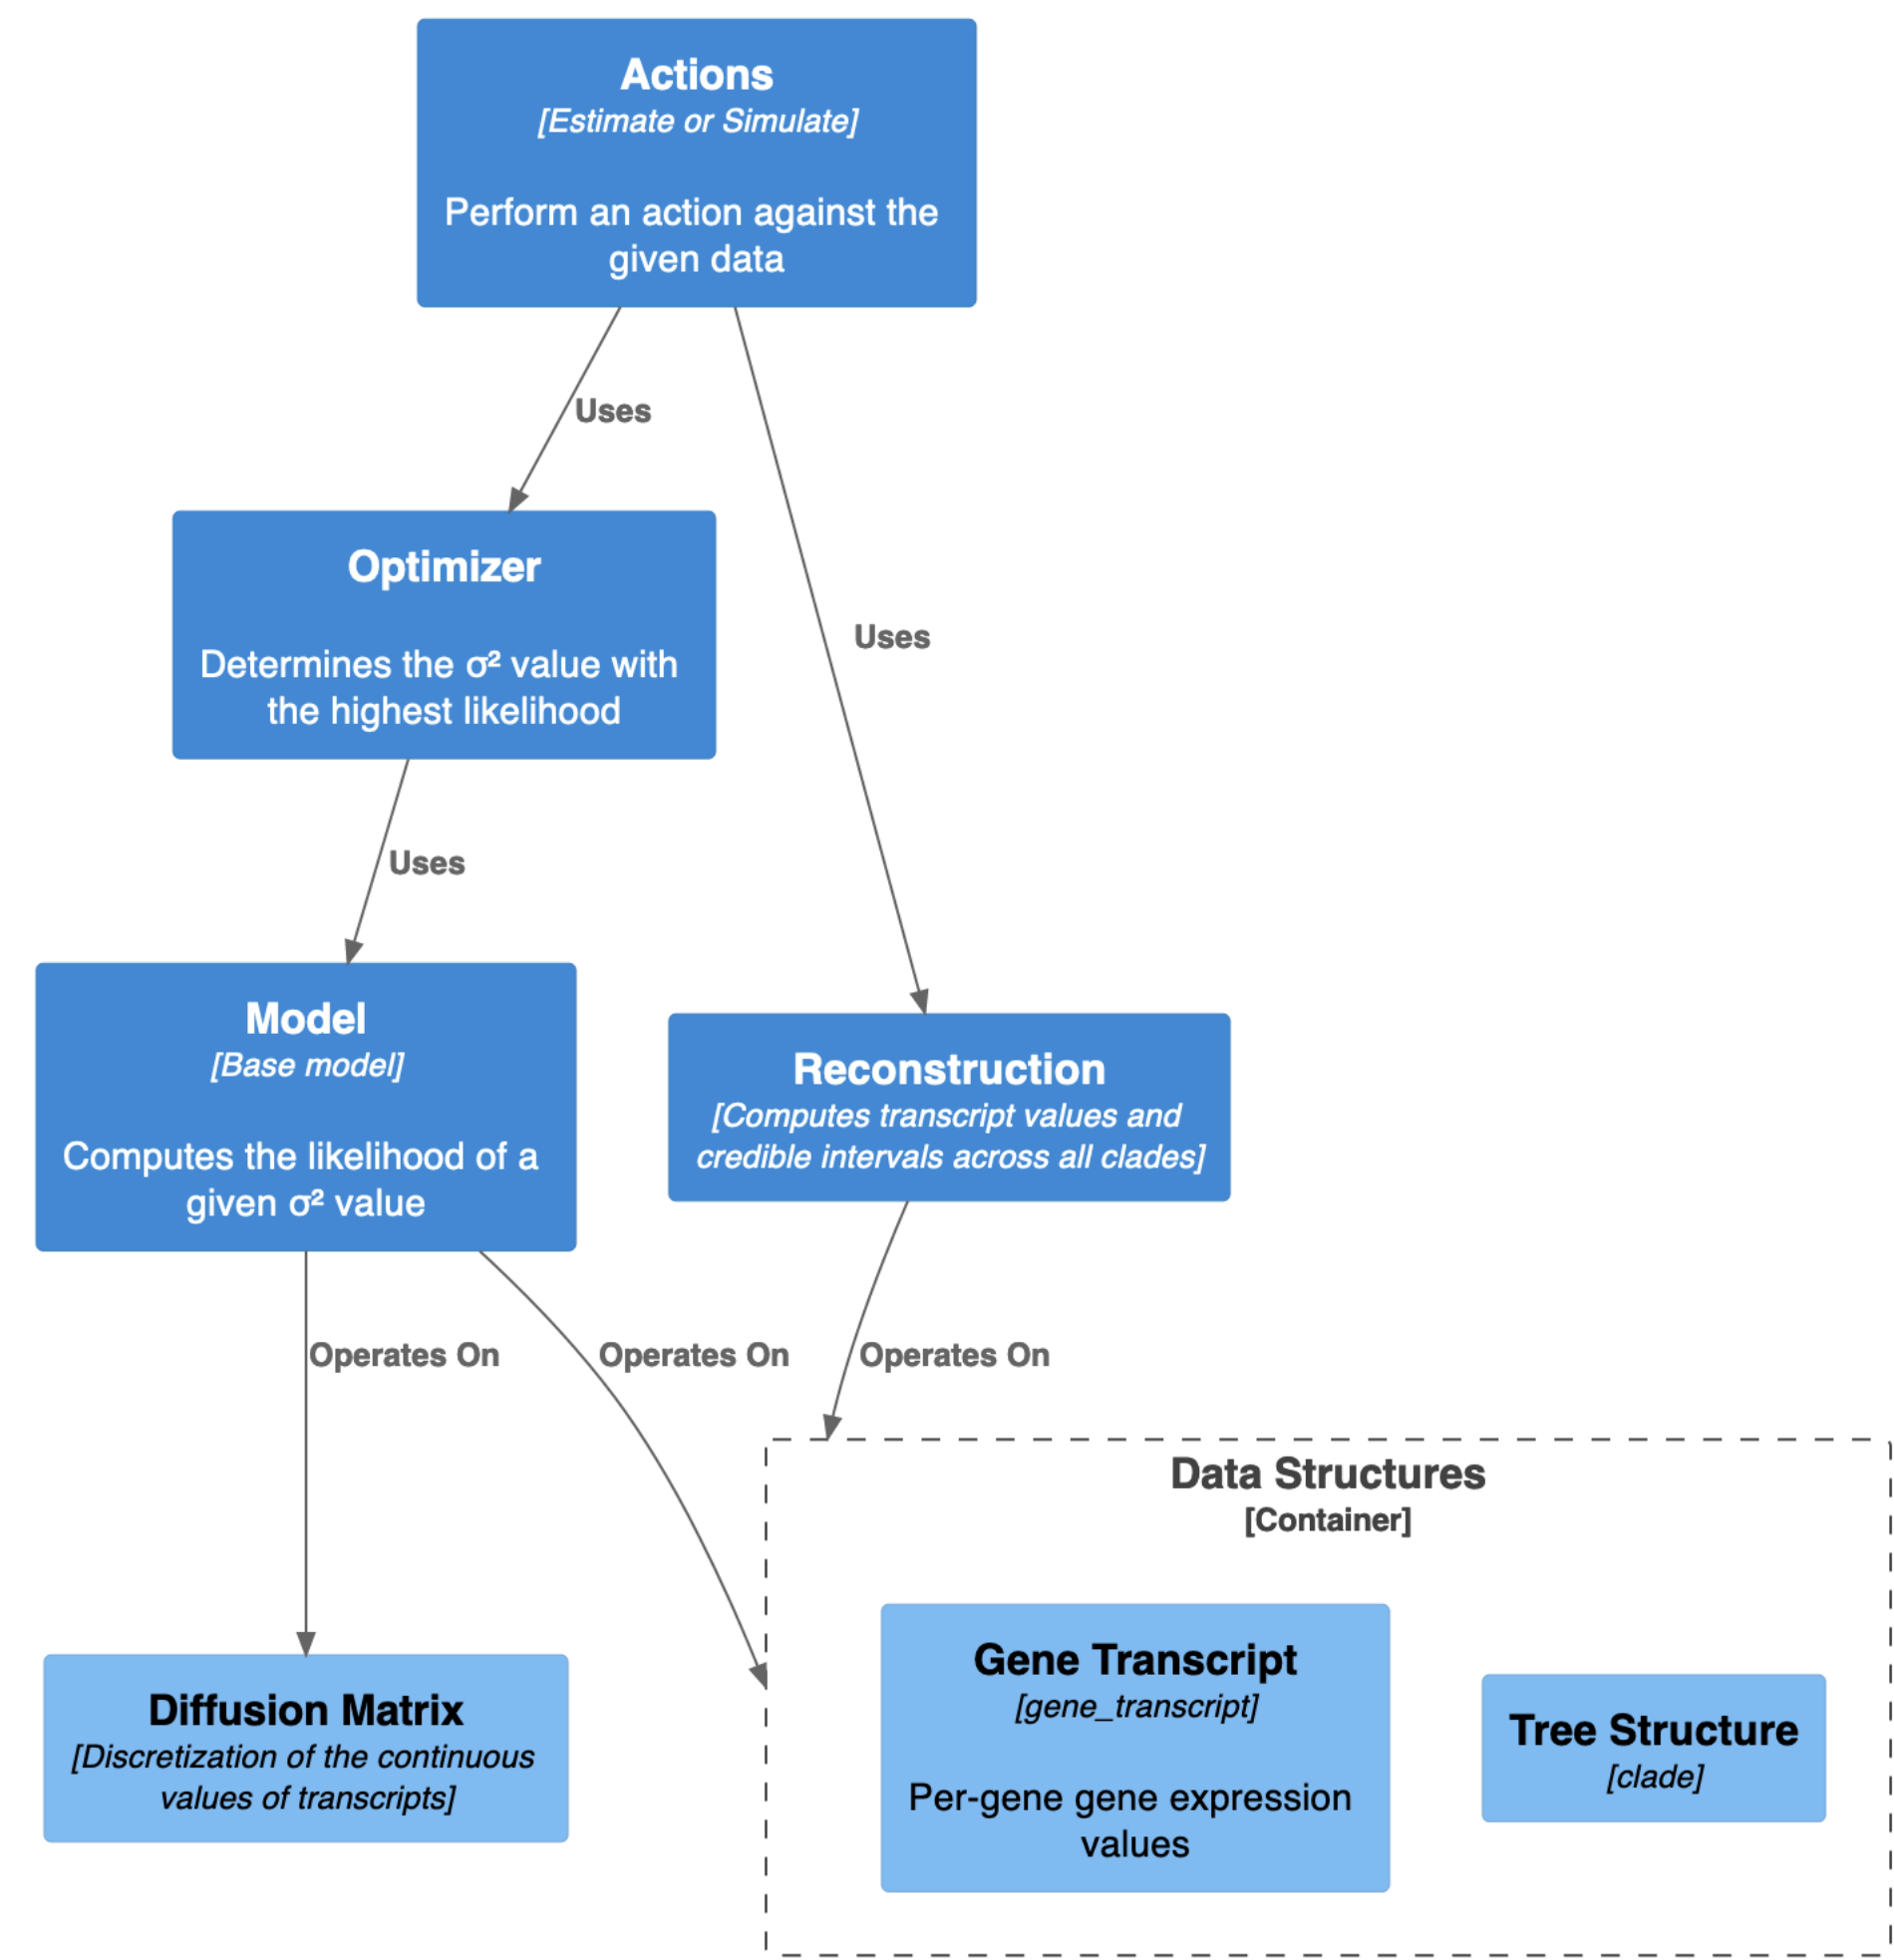 Actions
[Estimate or Simulate]
Perform an action against the
given data
Uses
Optimizer
Determines the σ² value with
the highest likelihood
Uses
Uses
Model
[Base model]
Computes the likelihood of a
given σ² value
Reconstruction
[Computes transcript values and
credible intervals across all clades]
Operates On
Operates On
Operates On
Data Structures
[Container]
Diffusion Matrix
[Discretization of the continuous
values of transcripts]
Gene Transcript
[gene_transcript]
Per-gene gene expression
values
Tree Structure
[clade]